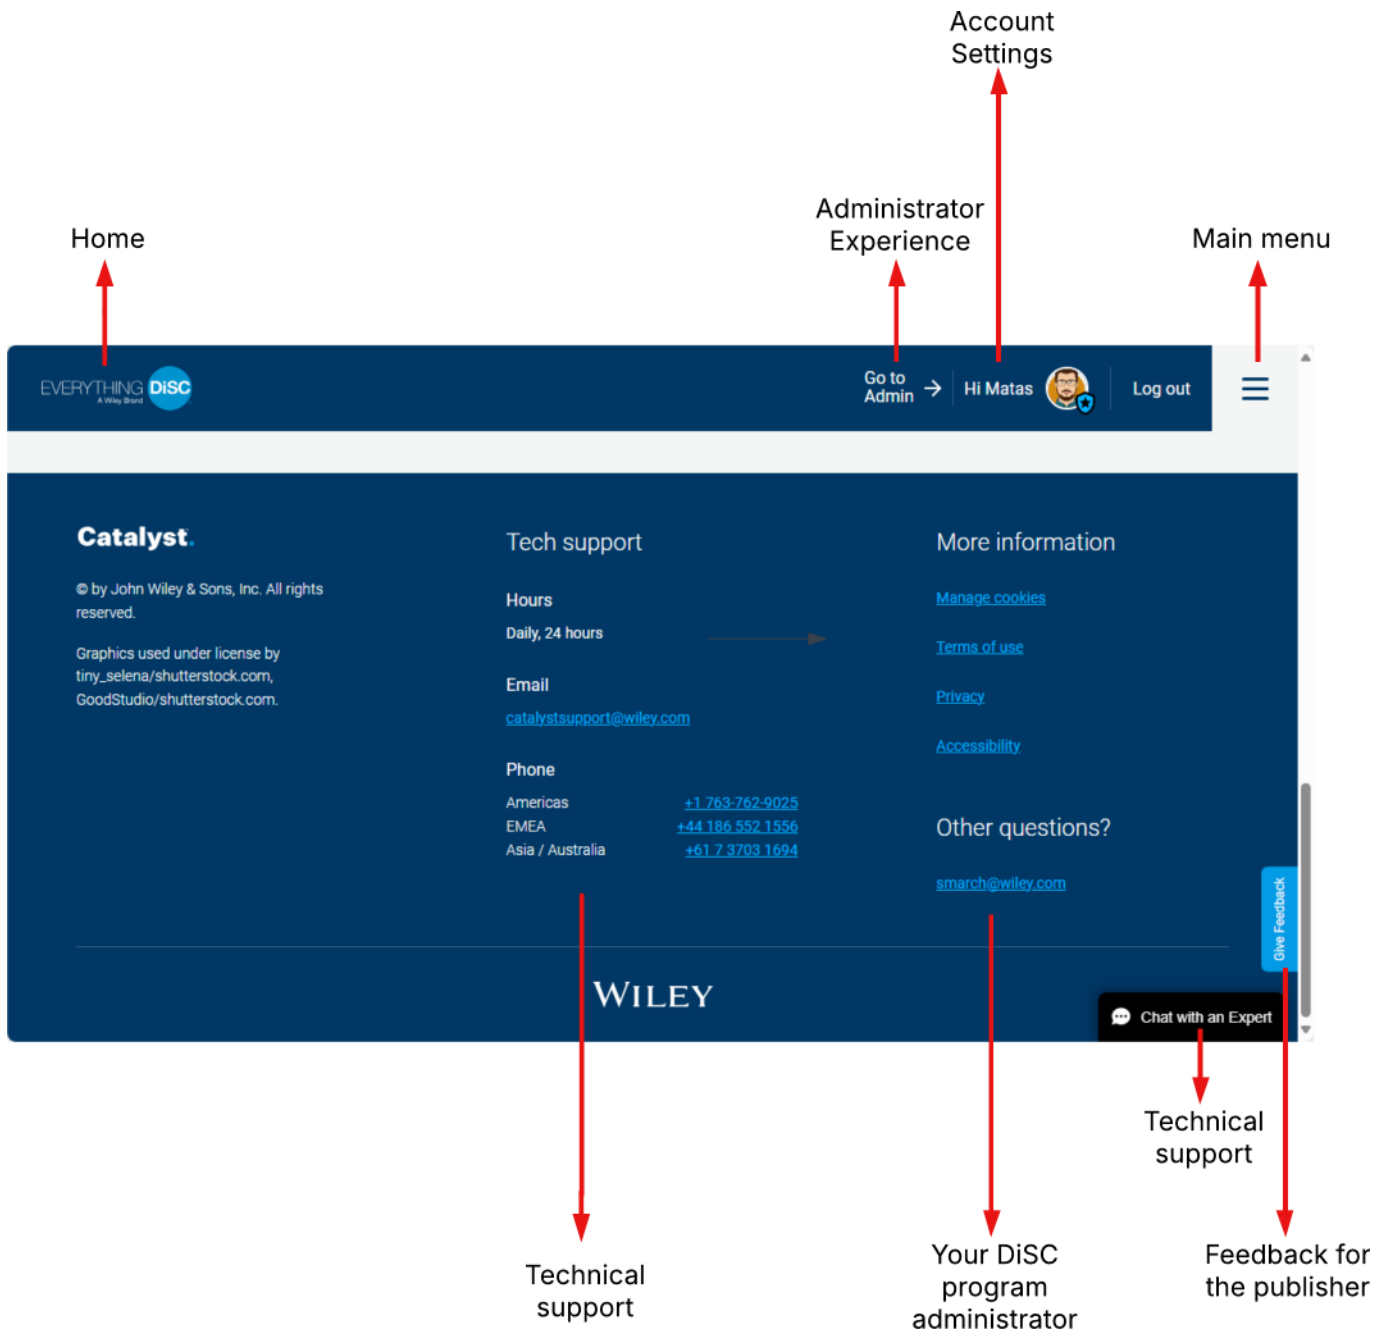 Account
Settings
Administrator
Experience
Home
Main menu
EVERYTHING DiSC
A Wiley Brand
Go to
Admin
Hi Matas
Log out
Catalyst.
© by John Wiley & Sons, Inc. All rights
reserved.
Graphics used under license by
tiny_selena/shutterstock.com,
GoodStudio/shutterstock.com.
Tech support
Hours
Daily, 24 hours
Email
catalystsupport@wiley.com
Phone
Americas +1 763-762-9025
EMEA +44 186 552 1556
Asia / Australia +61 7 3703 1694
More information
Manage cookies
Terms of use
Privacy
Accessibility
Other questions?
smarch@wiley.com
Give Feedback
WILEY
Chat with an Expert
Technical
support
Technical
support
Your DiSC
program
administrator
Feedback for
the publisher